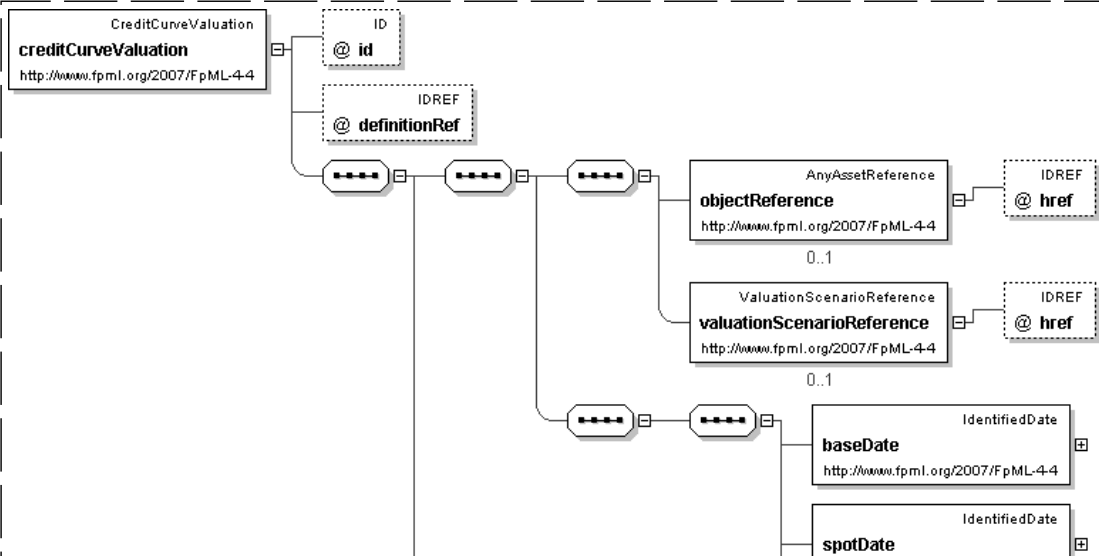 CreditCurveValuation
creditCurveValuation
http://www.fpml.org/2007/FpML-4-4
ID
@ id
IDREF
@ definitionRef
AnyAssetReference
objectReference
http://www.fpml.org/2007/FpML-4-4
0..1
IDREF
@ href
ValuationScenarioReference
valuationScenarioReference
http://www.fpml.org/2007/FpML-4-4
0..1
IDREF
@ href
IdentifiedDate
baseDate
http://www.fpml.org/2007/FpML-4-4
IdentifiedDate
spotDate